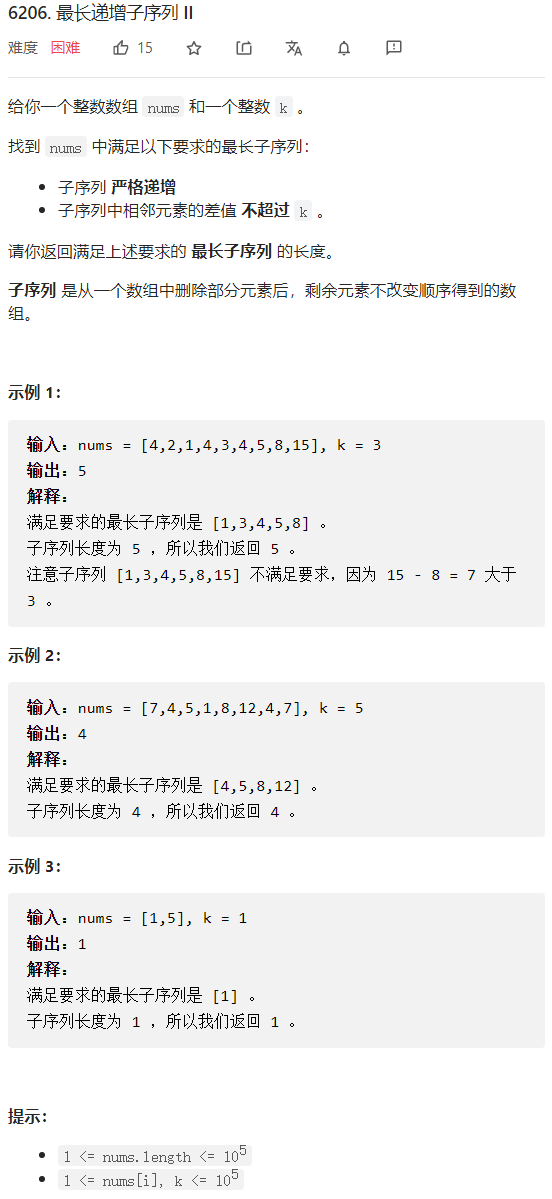 6206. 最长递增子序列 II
难度 困难 15
给你一个整数数组 nums 和一个整数 k 。
找到 nums 中满足以下要求的最长子序列：
• 子序列 严格递增
• 子序列中相邻元素的差值 不超过 k 。
请你返回满足上述要求的 最长子序列 的长度。
子序列 是从一个数组中删除部分元素后，剩余元素不改变顺序得到的数
组。
示例 1：
输入：nums = [4,2,1,4,3,4,5,8,15], k = 3
输出：5
解释：
满足要求的最长子序列是 [1,3,4,5,8] 。
子序列长度为 5 ，所以我们返回 5 。
注意子序列 [1,3,4,5,8,15] 不满足要求，因为 15 - 8 = 7 大于
3 。
示例 2：
输入：nums = [7,4,5,1,8,12,4,7], k = 5
输出：4
解释：
满足要求的最长子序列是 [4,5,8,12] 。
子序列长度为 4 ，所以我们返回 4 。
示例 3：
输入：nums = [1,5], k = 1
输出：1
解释：
满足要求的最长子序列是 [1] 。
子序列长度为 1 ，所以我们返回 1 。
提示：
• 1 <= nums.length <= 10⁵
• 1 <= nums[i], k <= 10⁵